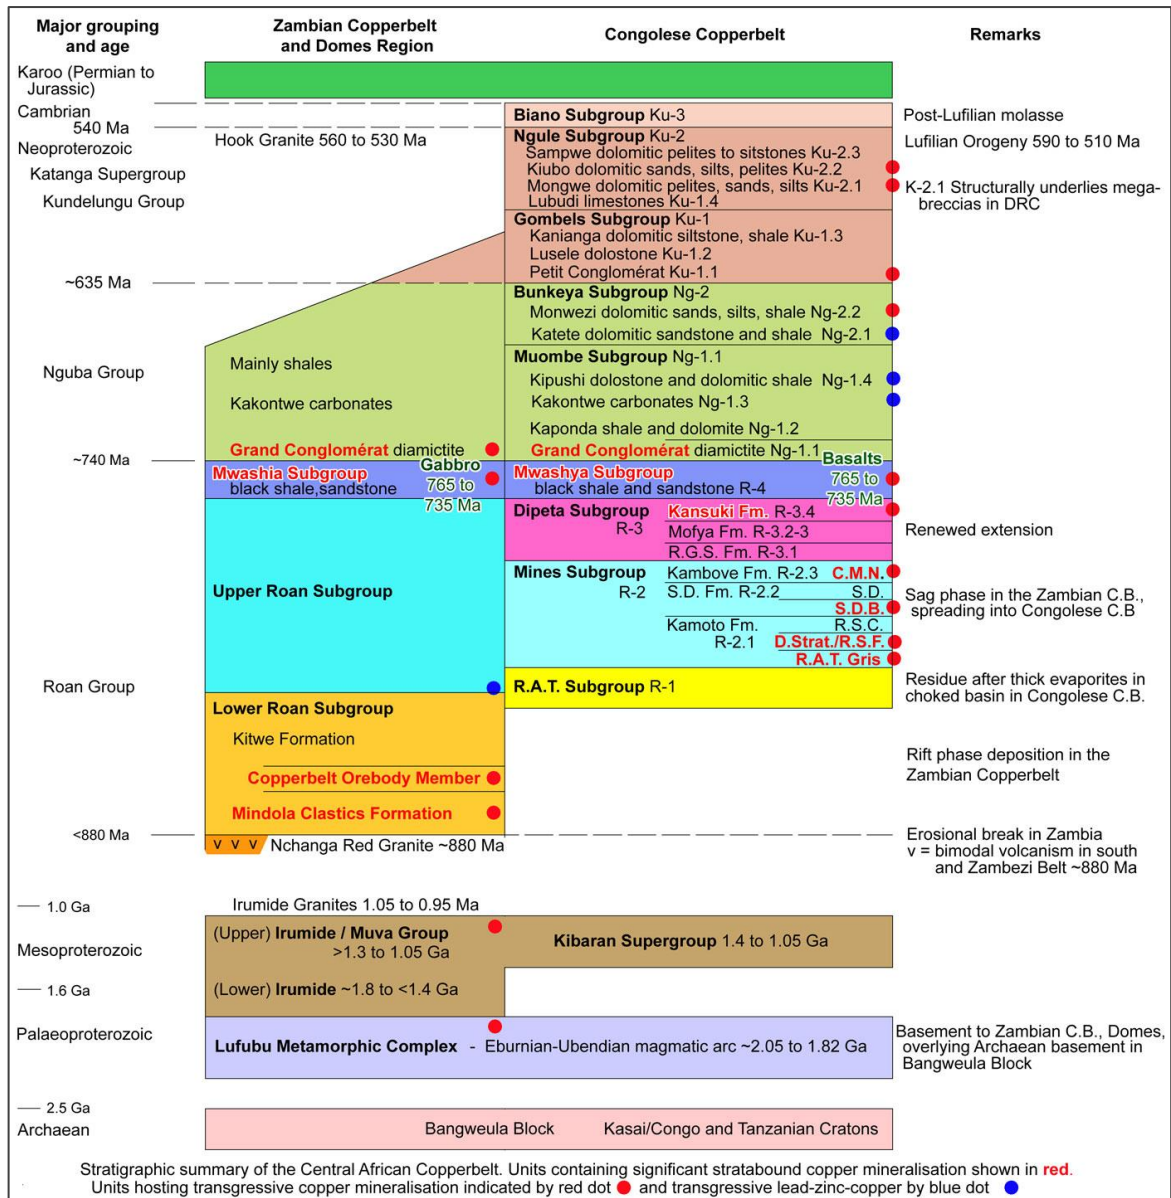 Major grouping
and age
Zambian Copperbelt
and Domes Region
Congolese Copperbelt
Remarks
Karoo (Permian to
Jurassic)
Cambrian
540 Ma
Neoproterozoic
Katanga Supergroup
Kundelungu Group
~635 Ma
Nguba Group
~740 Ma
Roan Group
<880 Ma
1.0 Ga
Mesoproterozoic
1.6 Ga
Palaeoproterozoic
2.5 Ga
Archaean
Hook Granite 560 to 530 Ma
Mainly shales
Kakontwe carbonates
Grand Conglomérat diamictite
Mwashia Subgroup
black shale,sandstone
Gabbro
765 to
735 Ma
Upper Roan Subgroup
Lower Roan Subgroup
Kitwe Formation
Copperbelt Orebody Member
Mindola Clastics Formation
v v v
Nchanga Red Granite ~880 Ma
Irumide Granites 1.05 to 0.95 Ma
(Upper) Irumide / Muva Group
>1.3 to 1.05 Ga
(Lower) Irumide ~1.8 to <1.4 Ga
Lufubu Metamorphic Complex - Eburnian-Ubendian magmatic arc ~2.05 to 1.82 Ga
Bangweula Block
Kasai/Congo and Tanzanian Cratons
Biano Subgroup Ku-3
Ngule Subgroup Ku-2
Sampwe dolomitic pelites to sitstones Ku-2.3
Kiubo dolomitic sands, silts, pelites Ku-2.2
Mongwe dolomitic pelites, sands, silts Ku-2.1
Lubudi limestones Ku-1.4
Gombels Subgroup Ku-1
Kanianga dolomitic siltstone, shale Ku-1.3
Lusele dolostone Ku-1.2
Petit Conglomérat Ku-1.1
Bunkeya Subgroup Ng-2
Monwezi dolomitic sands, silts, shale Ng-2.2
Katete dolomitic sandstone and shale Ng-2.1
Muombe Subgroup Ng-1.1
Kipushi dolostone and dolomitic shale Ng-1.4
Kakontwe carbonates Ng-1.3
Kaponda shale and dolomite Ng-1.2
Grand Conglomérat diamictite Ng-1.1
Mwashya Subgroup
black shale and sandstone R-4
Basalts
765 to
735 Ma
Dipeta Subgroup
R-3
Kansuki Fm. R-3.4
Mofya Fm. R-3.2-3
R.G.S. Fm. R-3.1
Mines Subgroup
R-2
Kambove Fm. R-2.3 C.M.N.
S.D. Fm. R-2.2 S.D.
S.D.B.
Kamoto Fm. R.S.C.
R-2.1 D.Strat./R.S.F.
R.A.T. Gris
R.A.T. Subgroup R-1
Kibaran Supergroup 1.4 to 1.05 Ga
Post-Lufilian molasse
Lufilian Orogeny 590 to 510 Ma
K-2.1 Structurally underlies mega-
breccias in DRC
Renewed extension
Sag phase in the Zambian C.B.,
spreading into Congolese C.B
Residue after thick evaporites in
choked basin in Congolese C.B.
Rift phase deposition in the
Zambian Copperbelt
Erosional break in Zambia
v = bimodal volcanism in south
and Zambezi Belt ~880 Ma
Basement to Zambian C.B., Domes,
overlying Archaean basement in
Bangweula Block
Stratigraphic summary of the Central African Copperbelt. Units containing significant stratabound copper mineralisation shown in red.
Units hosting transgressive copper mineralisation indicated by red dot and transgressive lead-zinc-copper by blue dot